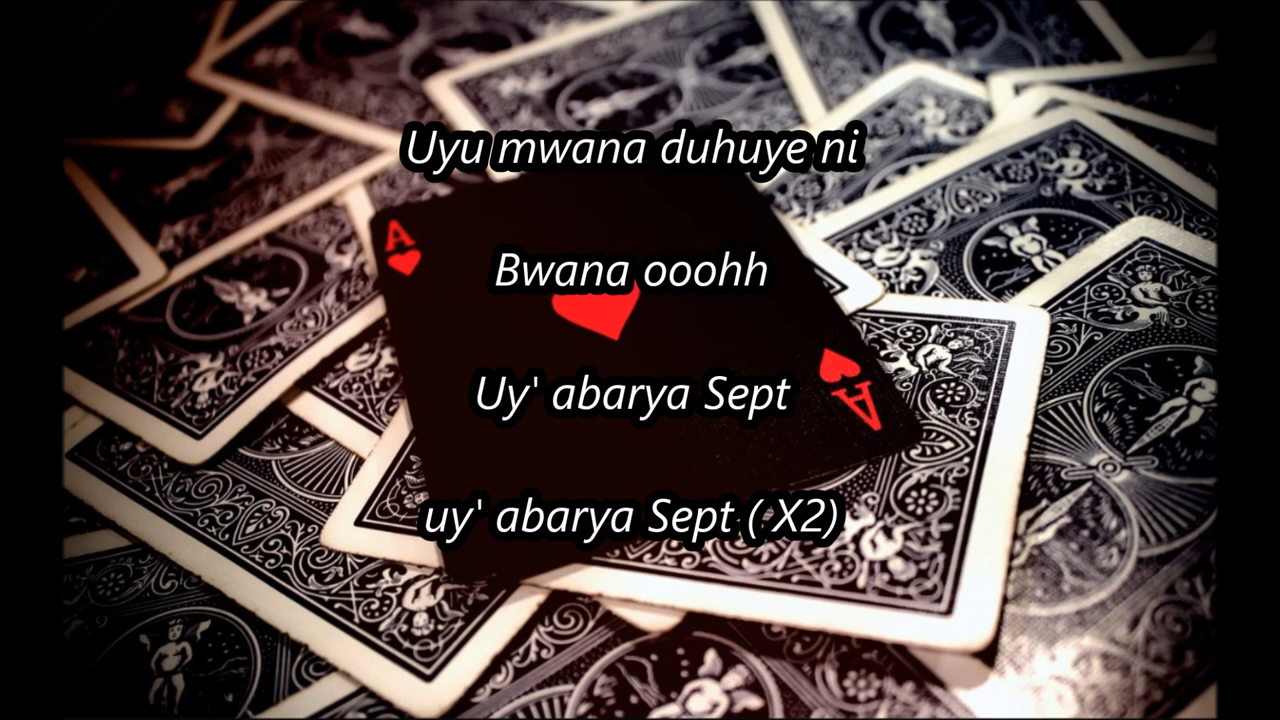 Uyu mwana duhuye ni
A
Bwana ooohh
Uy' abarya Sept
A
uy' abarya Sept ( X2)